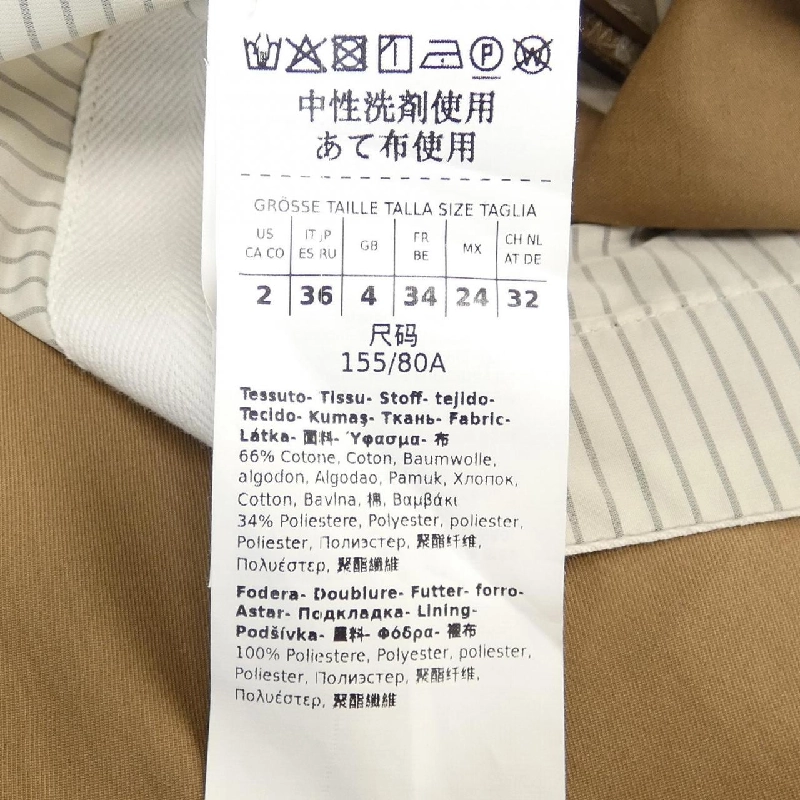 中性洗剤使用
あて布使用
GRÖSSE TAILLE TALLA SIZE TAGLIA
US CA CO IT JP ES RU GB FR BE MX CH NL AT DE
2 36 4 34 24 32
尺码
155/80A
Tessuto- Tissu- Stoff- tejido-
Tecido- Kumaş- Ткань- Fabric-
Látka- 面料- Ύφασμα- 布
66% Cotone, Coton, Baumwolle,
algodon, Algodao, Pamuk, Хлопок,
Cotton, Bavlna, 棉, Βαμβάκι
34% Poliestere, Polyester, poliester,
Poliester, Полиэстер, 聚酯纤维,
Πολυέστερ, 聚酯纖維
Fodera- Doublure- Futter- forro-
Astar- Подкладка- Lining-
Podšívka- 里料- Φόδρα- 裡布
100% Poliestere, Polyester, poliester,
Poliester, Полиэстер, 聚酯纤维,
Πολυέστερ, 聚酯纖維